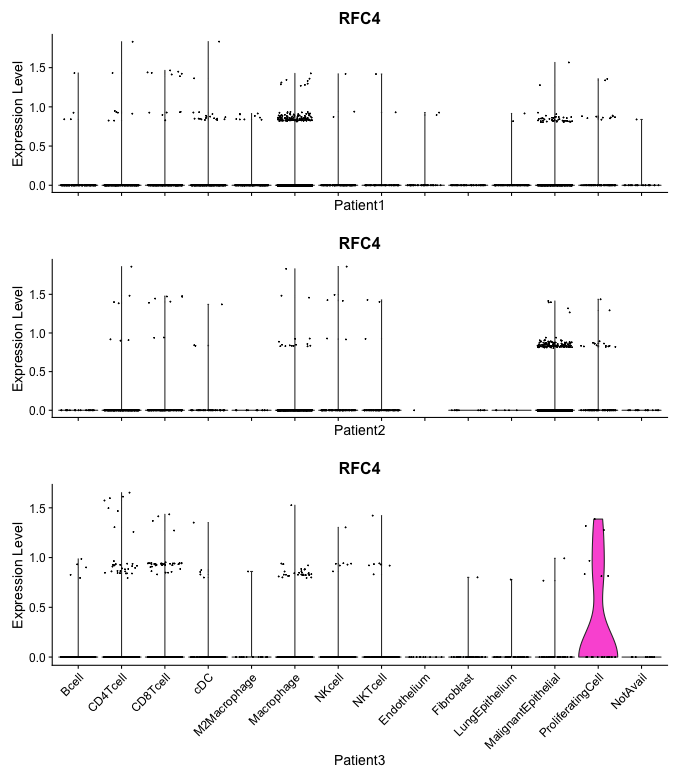 RFC4
Expression Level
1.5
1.0
0.5
0.0
Patient1
RFC4
Expression Level
1.5
1.0
0.5
0.0
Patient2
RFC4
Expression Level
1.5
1.0
0.5
0.0
Bcell
CD4Tcell
CD8Tcell
cDC
M2Macrophage
Macrophage
NKcell
NKTcell
Endothelium
Fibroblast
LungEpithelium
MalignantEpithelial
ProliferatingCell
NotAvail
Patient3